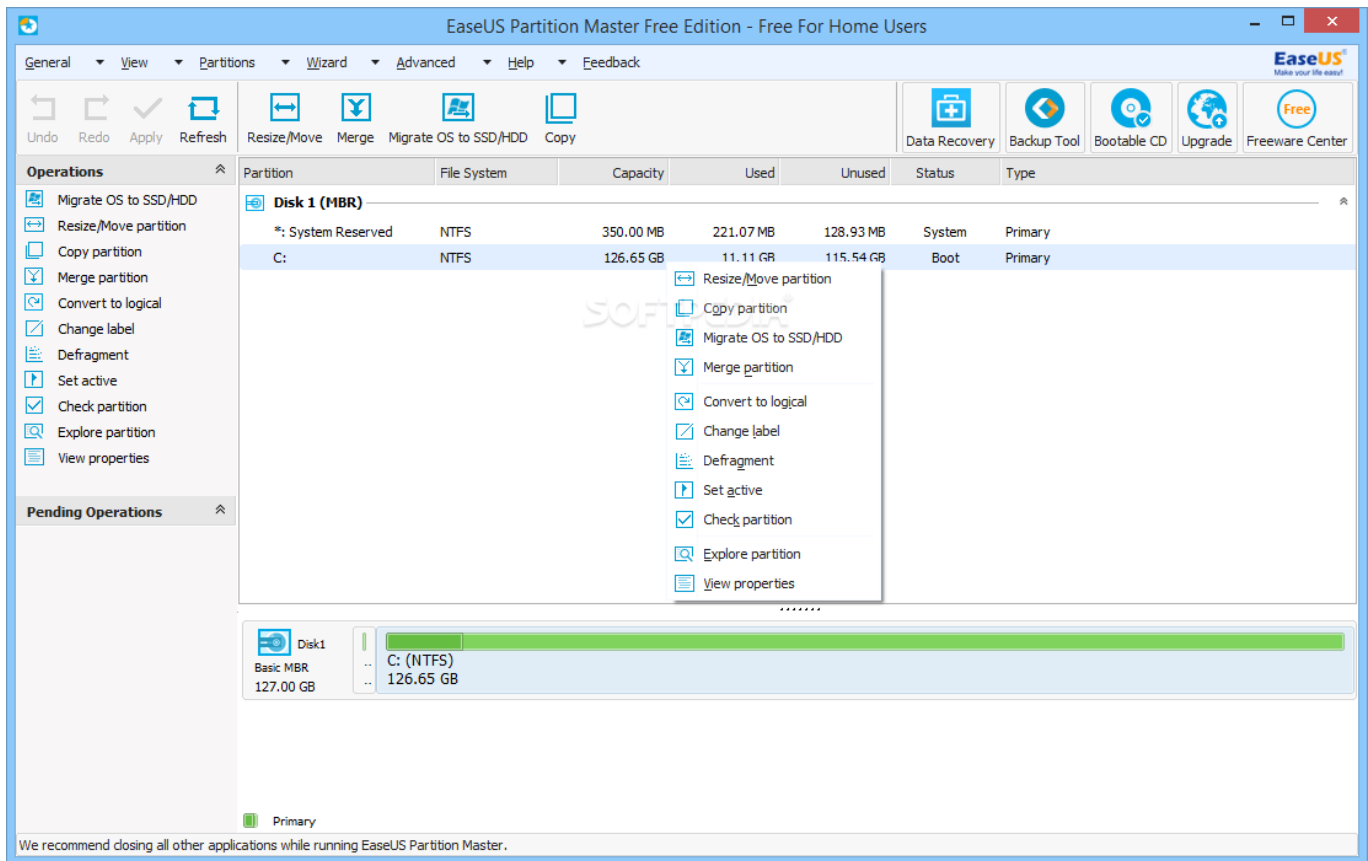 EaseUS Partition Master Free Edition - Free For Home Users
General View Partitions Wizard Advanced Help Feedback
EaseUS
Make your life easy!
Undo Redo Apply Refresh Resize/Move Merge Migrate OS to SSD/HDD Copy Data Recovery Backup Tool Bootable CD Upgrade Free Freeware Center
Operations
Migrate OS to SSD/HDD
Resize/Move partition
Copy partition
Merge partition
Convert to logical
Change label
Defragment
Set active
Check partition
Explore partition
View properties
Pending Operations
Partition File System Capacity Used Unused Status Type
Disk 1 (MBR)
*: System Reserved NTFS 350.00 MB 221.07 MB 128.93 MB System Primary
C: NTFS 126.65 GB 11.11 GB 115.54 GB Boot Primary
SOFTPEDIA
Resize/Move partition
Copy partition
Migrate OS to SSD/HDD
Merge partition
Convert to logical
Change label
Defragment
Set active
Check partition
Explore partition
View properties
Disk1
Basic MBR
127.00 GB
..
..
C: (NTFS)
126.65 GB
Primary
We recommend closing all other applications while running EaseUS Partition Master.